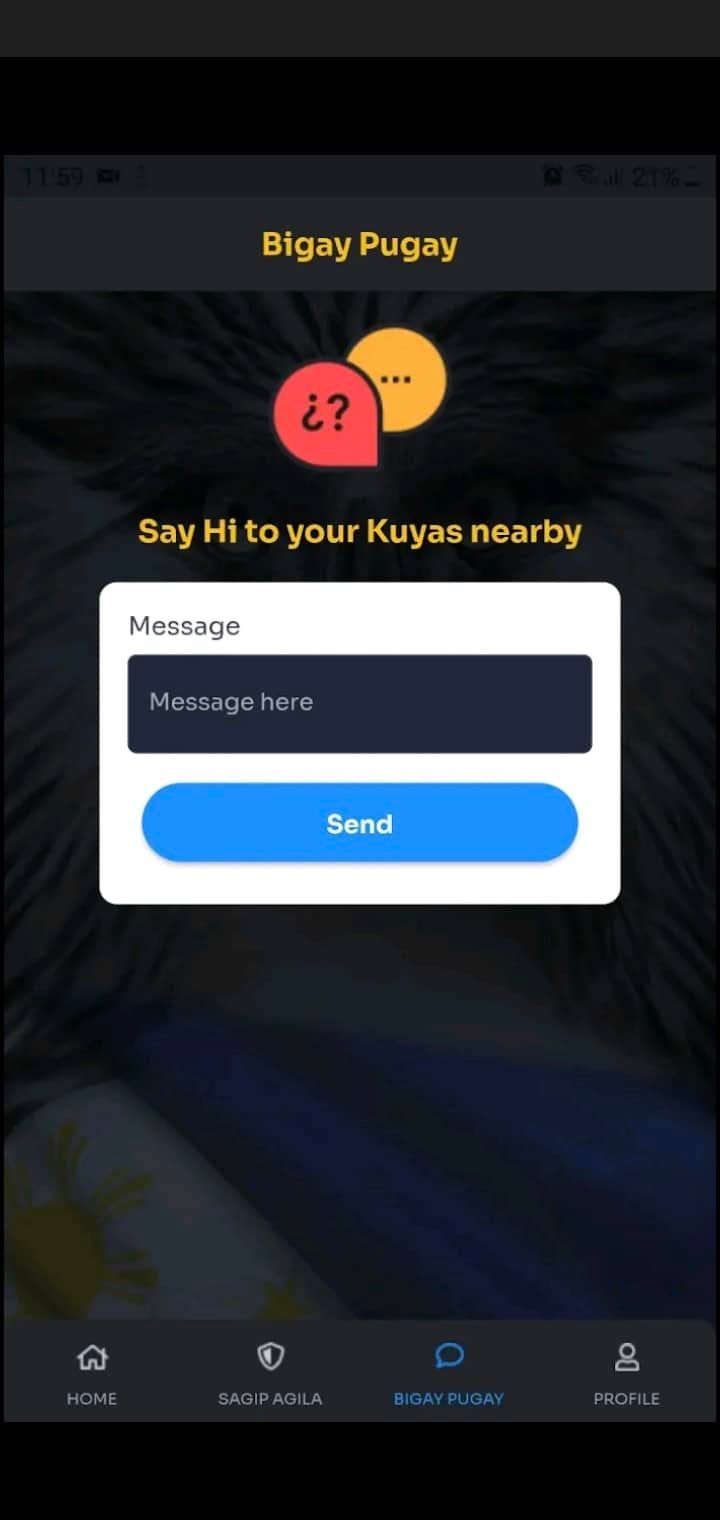 11:59
21%
Bigay Pugay
¿?
...
Say Hi to your Kuyas nearby
Message
Message here
Send
HOME
SAGIP AGILA
BIGAY PUGAY
PROFILE